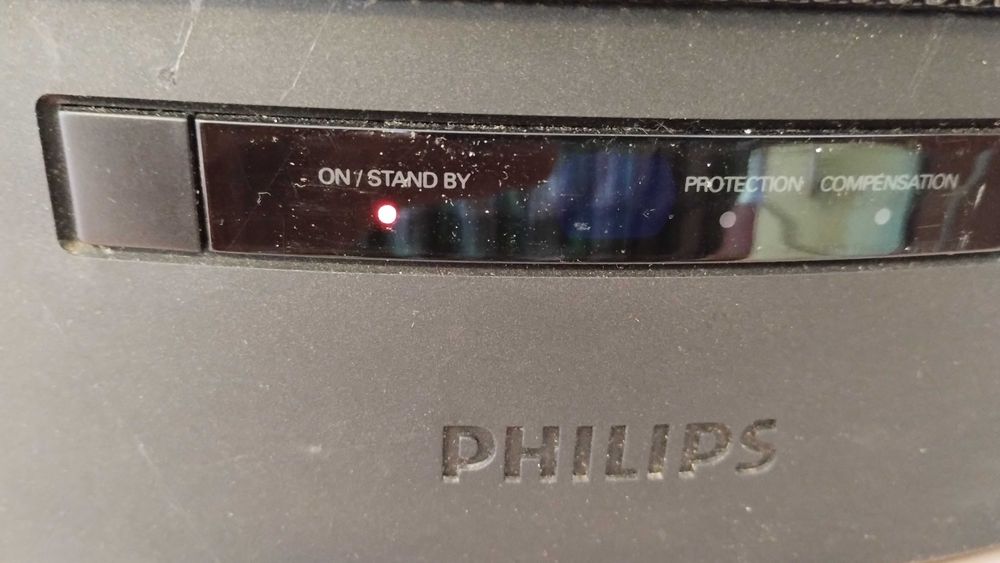 ON / STAND BY
PROTECTION COMPENSATION
PHILIPS